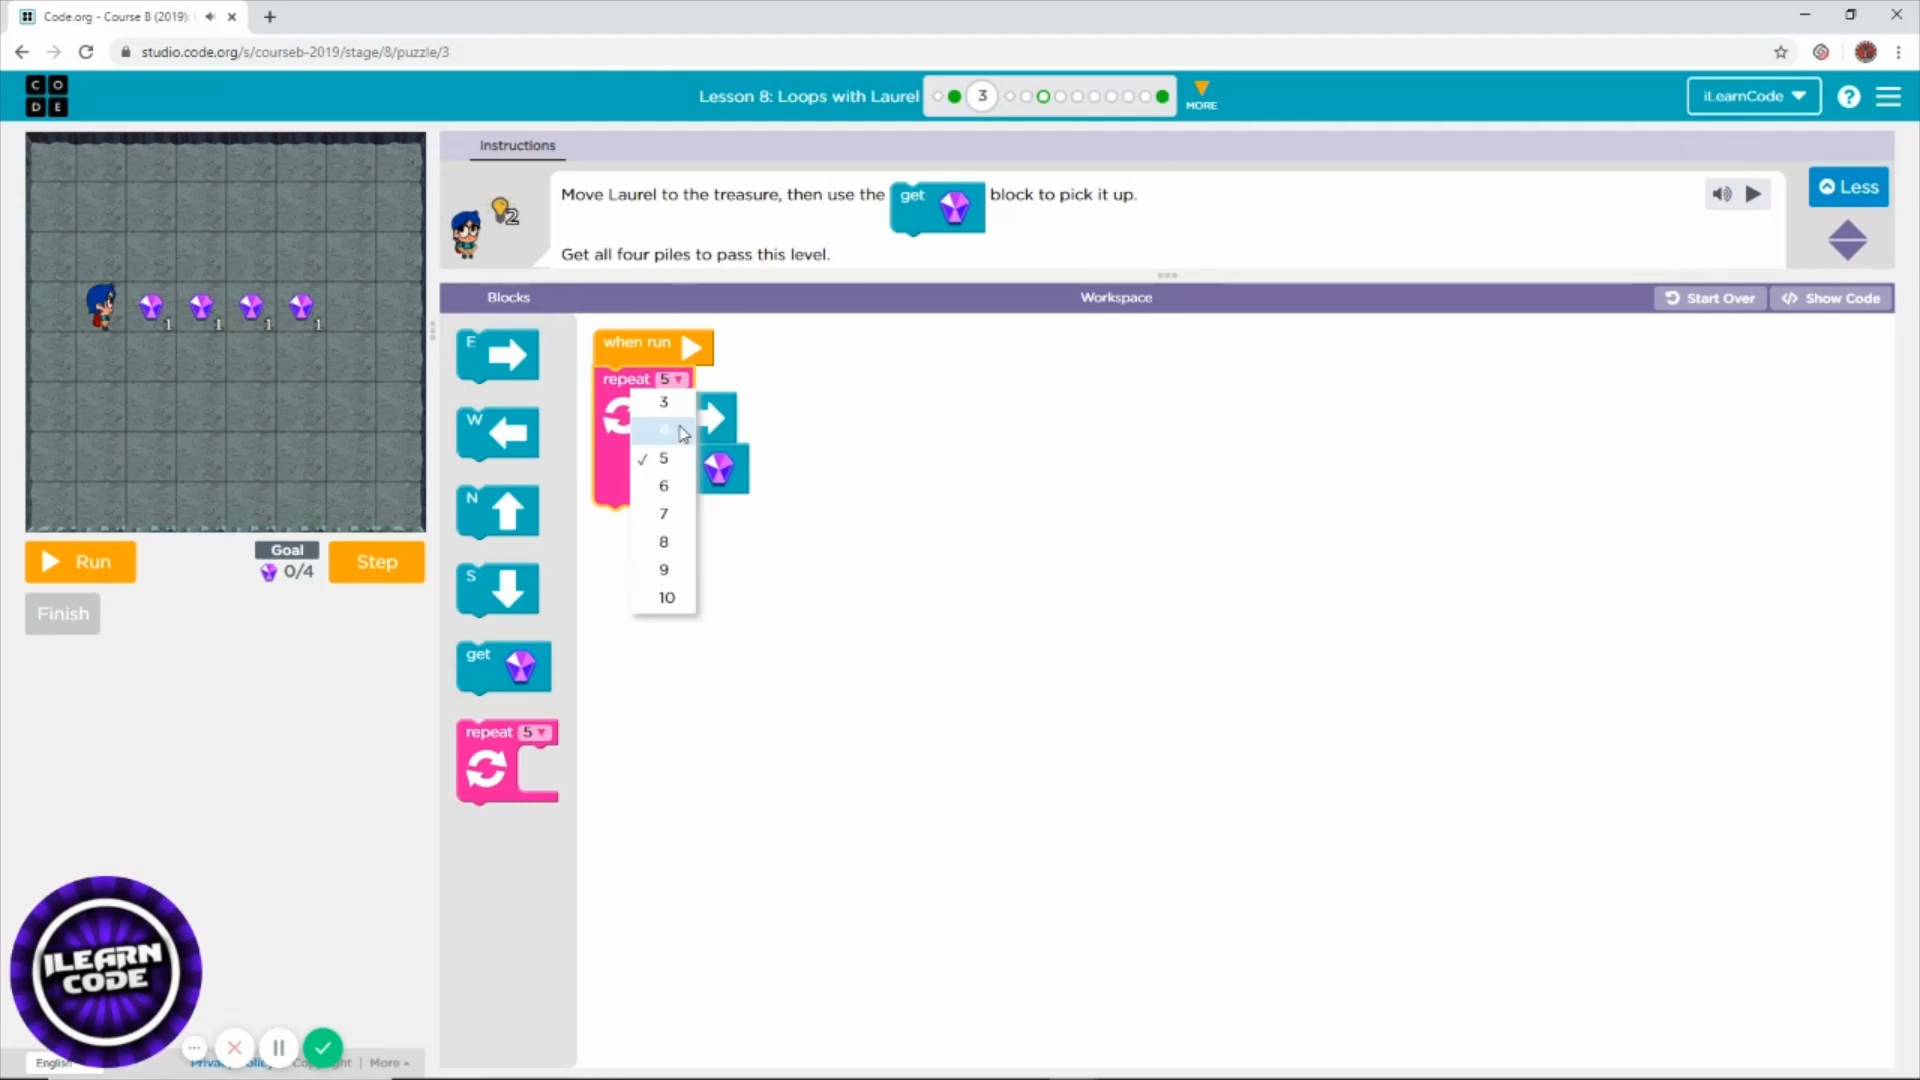 Code.org - Course B (2019):
studio.code.org/s/courseb-2019/stage/8/puzzle/3
C O
D E
Lesson 8: Loops with Laurel
3
MORE
iLearnCode
?
Instructions
2
Move Laurel to the treasure, then use the get block to pick it up.
Get all four piles to pass this level.
Less
Blocks
Workspace
Start Over
Show Code
1 1 1 1
Run
Goal
0/4
Step
Finish
E
W
N
S
get
repeat 5
when run
repeat 5
3
4
✓ 5
6
7
8
9
10
ILEARN
CODE
English
More